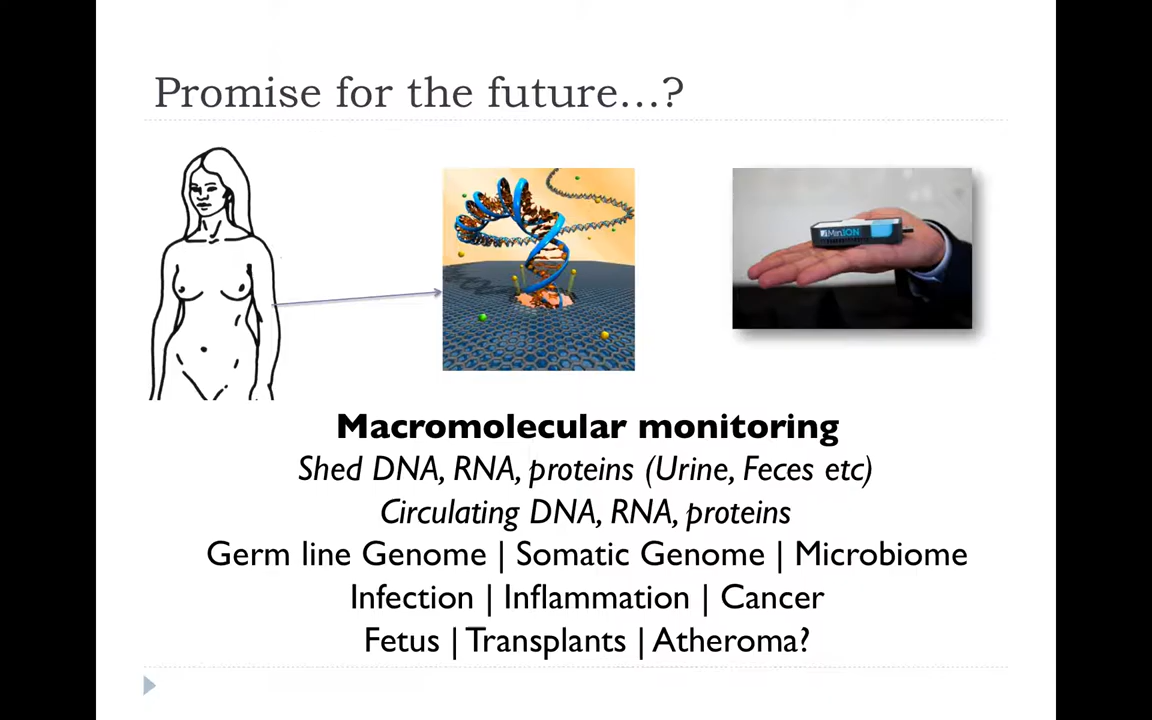 Promise for the future...?
MinION
Macromolecular monitoring
Shed DNA, RNA, proteins (Urine, Feces etc)
Circulating DNA, RNA, proteins
Germ line Genome | Somatic Genome | Microbiome
Infection | Inflammation | Cancer
Fetus | Transplants | Atheroma?